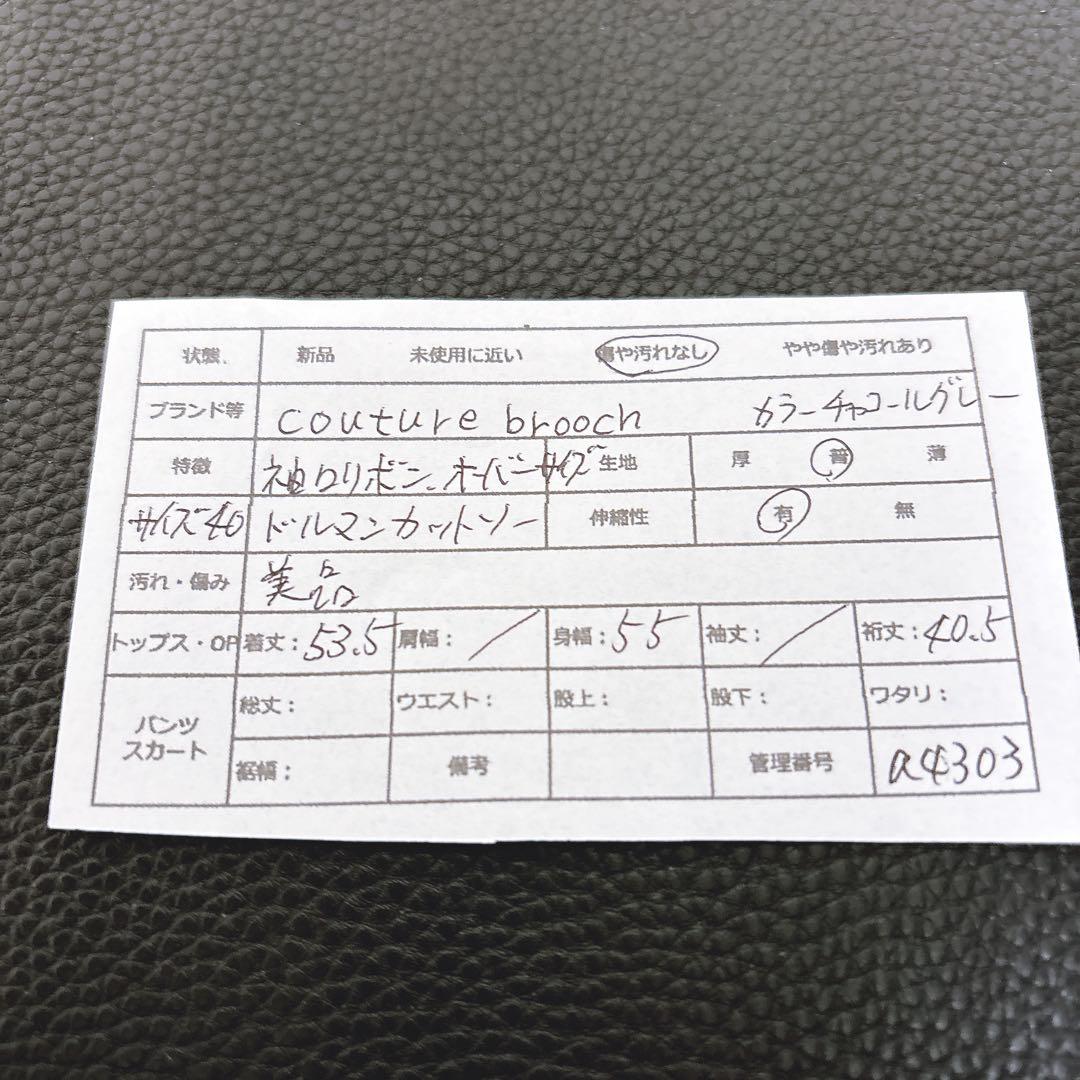 状態、 新品 未使用に近い 傷や汚れなし やや傷や汚れあり
ブランド等 couture brooch カラーチャコールグレー
特徴 袖口リボン、オーバーサイズ 生地 厚 普 薄
サイズ40 ドルマンカットソー 伸縮性 有 無
汚れ・傷み 美品
トップス・OP 着丈：53.5 肩幅：／ 身幅：55 袖丈：／ 裄丈：40.5
パンツ 総丈： ウエスト： 股上： 股下： ワタリ：
スカート 裾幅： 備考 管理番号 a4303